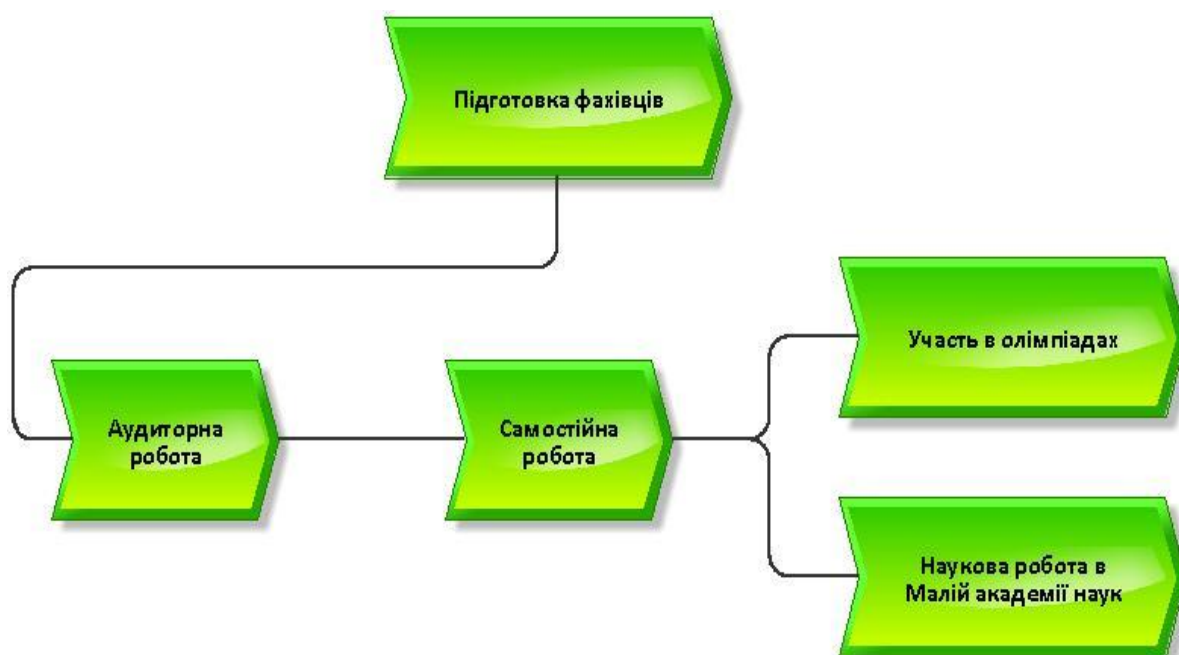 Підготовка фахівців
Участь в олімпіадах
Аудиторна
робота
Самостійна
робота
Наукова робота в
Малій академії наук